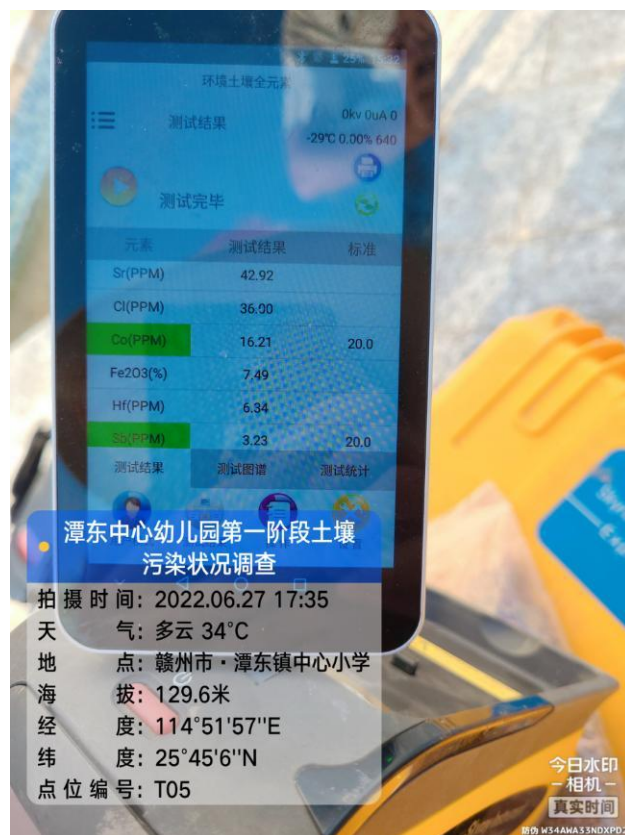 环境土壤全元素
测试结果
0kv 0uA 0
-29℃ 0.00% 640
测试完毕
元素 测试结果 标准
Sr(PPM) 42.92
Cl(PPM) 36.00
Co(PPM) 16.21 20.0
Fe2O3(%) 7.49
Hf(PPM) 6.34
Sb(PPM) 3.23 20.0
测试结果 测试图谱 测试统计
潭东中心幼儿园第一阶段土壤
污染状况调查
拍摄时间: 2022.06.27 17:35
天气: 多云 34°C
地点: 赣州市·潭东镇中心小学
海拔: 129.6米
经度: 114°51'57"E
纬度: 25°45'6"N
点位编号: T05
今日水印
-相机-
真实时间
防伪 W34AWA33NDXPDJ